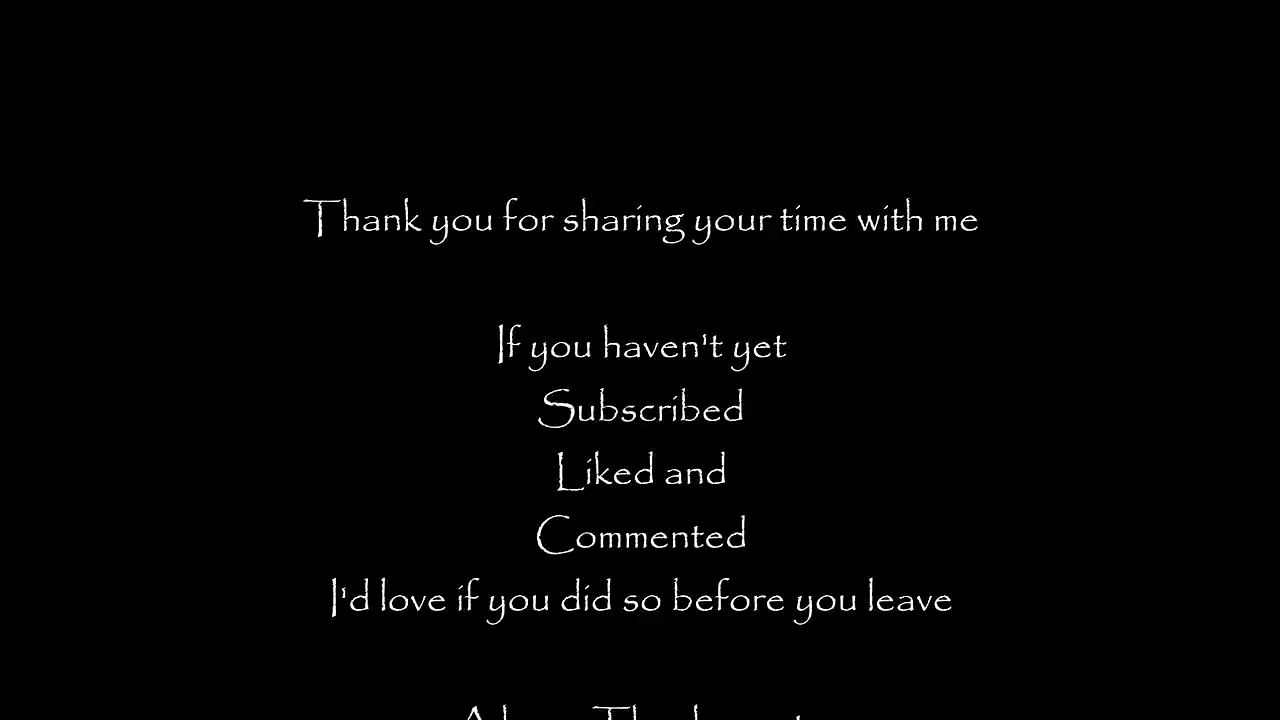 Thank you for sharing your time with me
If you haven't yet
Subscribed
Liked and
Commented
I'd love if you did so before you leave